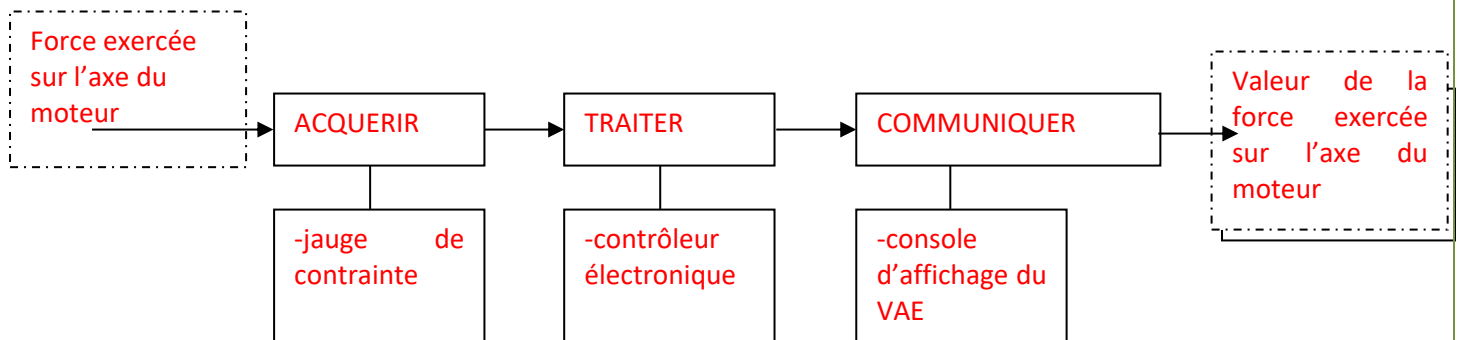 Force exercée
sur l’axe du
moteur
ACQUERIR
TRAITER
COMMUNIQUER
Valeur de la
force exercée
sur l’axe du
moteur
-jauge de
contrainte
-contrôleur
électronique
-console
d’affichage du
VAE